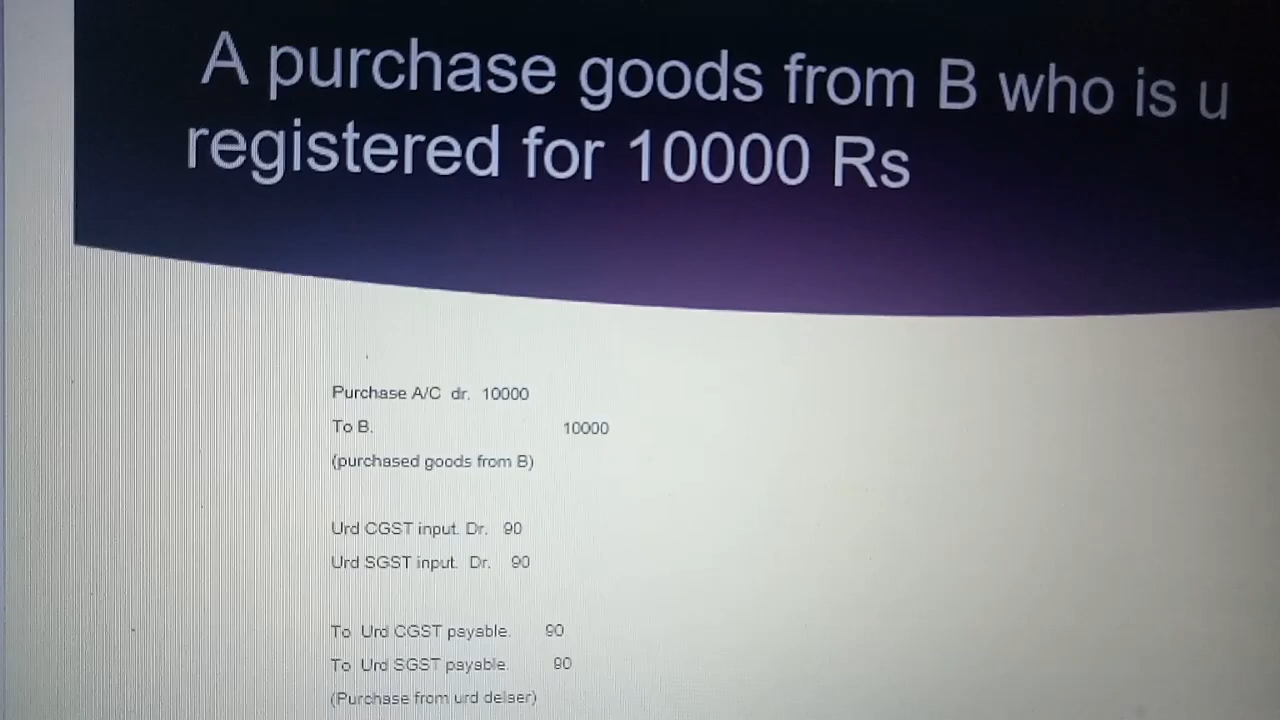 A purchase goods from B who is u
registered for 10000 Rs
Purchase A/C dr. 10000
To B. 10000
(purchased goods from B)
Urd CGST input. Dr. 90
Urd SGST input. Dr. 90
To Urd CGST payable. 90
To Urd SGST payable. 90
(Purchase from urd delaer)